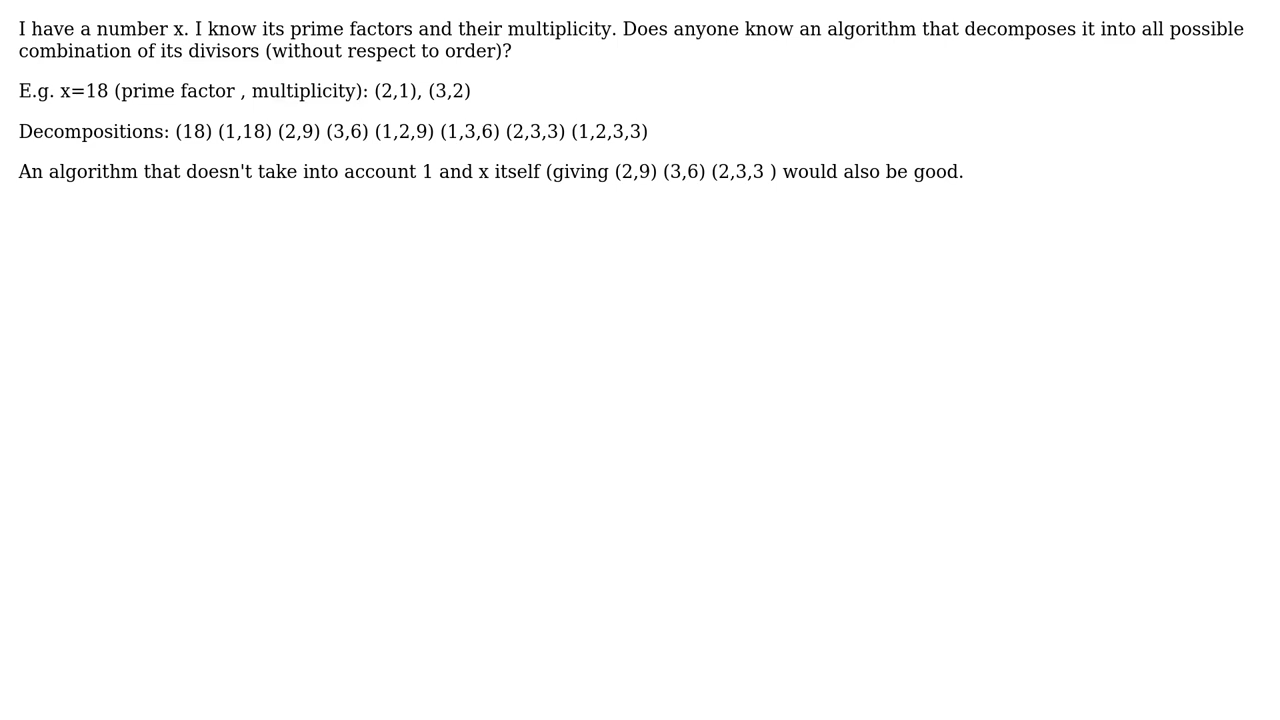 I have a number x. I know its prime factors and their multiplicity. Does anyone know an algorithm that decomposes it into all possible
combination of its divisors (without respect to order)?
E.g. x=18 (prime factor , multiplicity): (2,1), (3,2)
Decompositions: (18) (1,18) (2,9) (3,6) (1,2,9) (1,3,6) (2,3,3) (1,2,3,3)
An algorithm that doesn't take into account 1 and x itself (giving (2,9) (3,6) (2,3,3 ) would also be good.